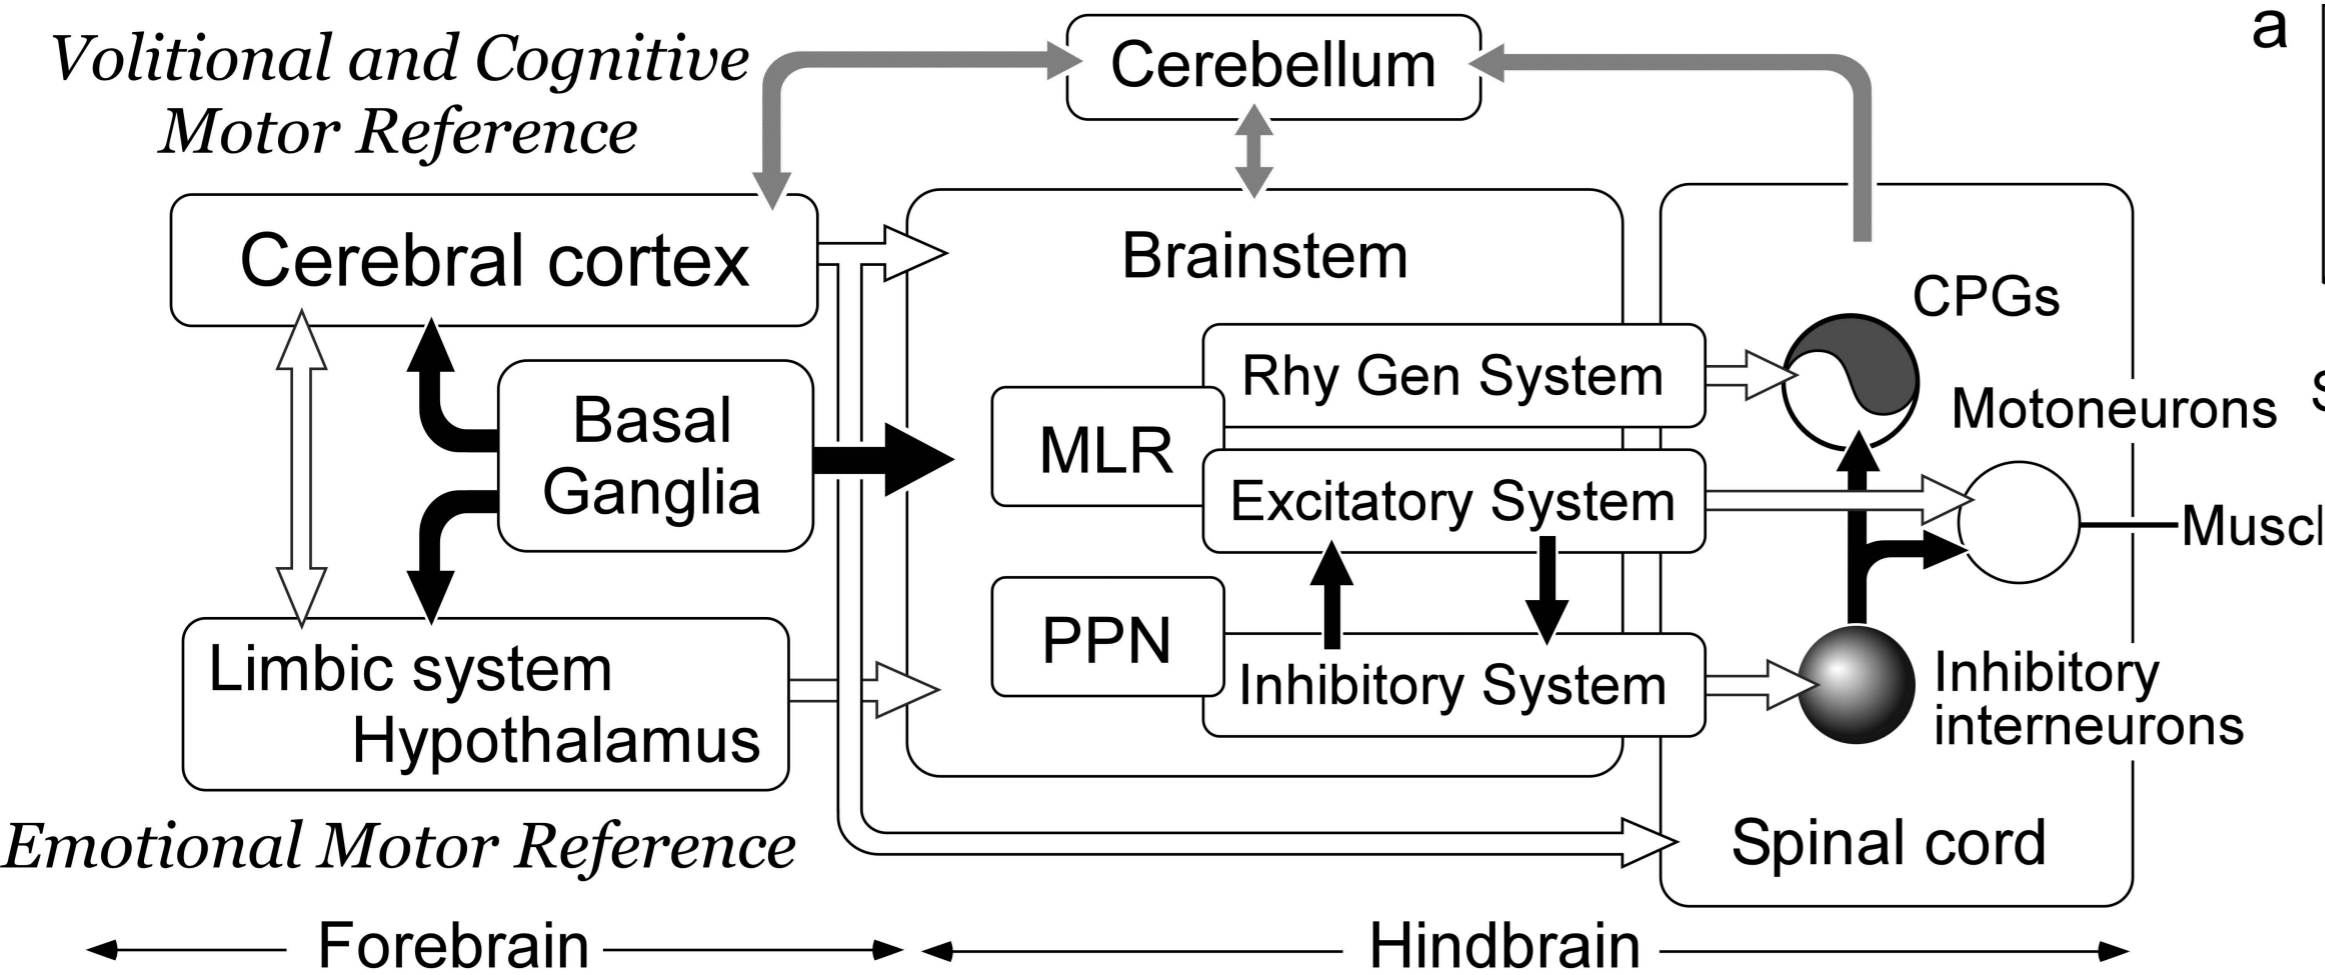 Volitional and Cognitive
Motor Reference
Cerebellum
a
Cerebral cortex
Brainstem
CPGs
Rhy Gen System
Motoneurons
Basal
Ganglia
MLR
Excitatory System
PPN
Inhibitory System
Inhibitory
interneurons
Limbic system
Hypothalamus
Spinal cord
Emotional Motor Reference
Forebrain
Hindbrain